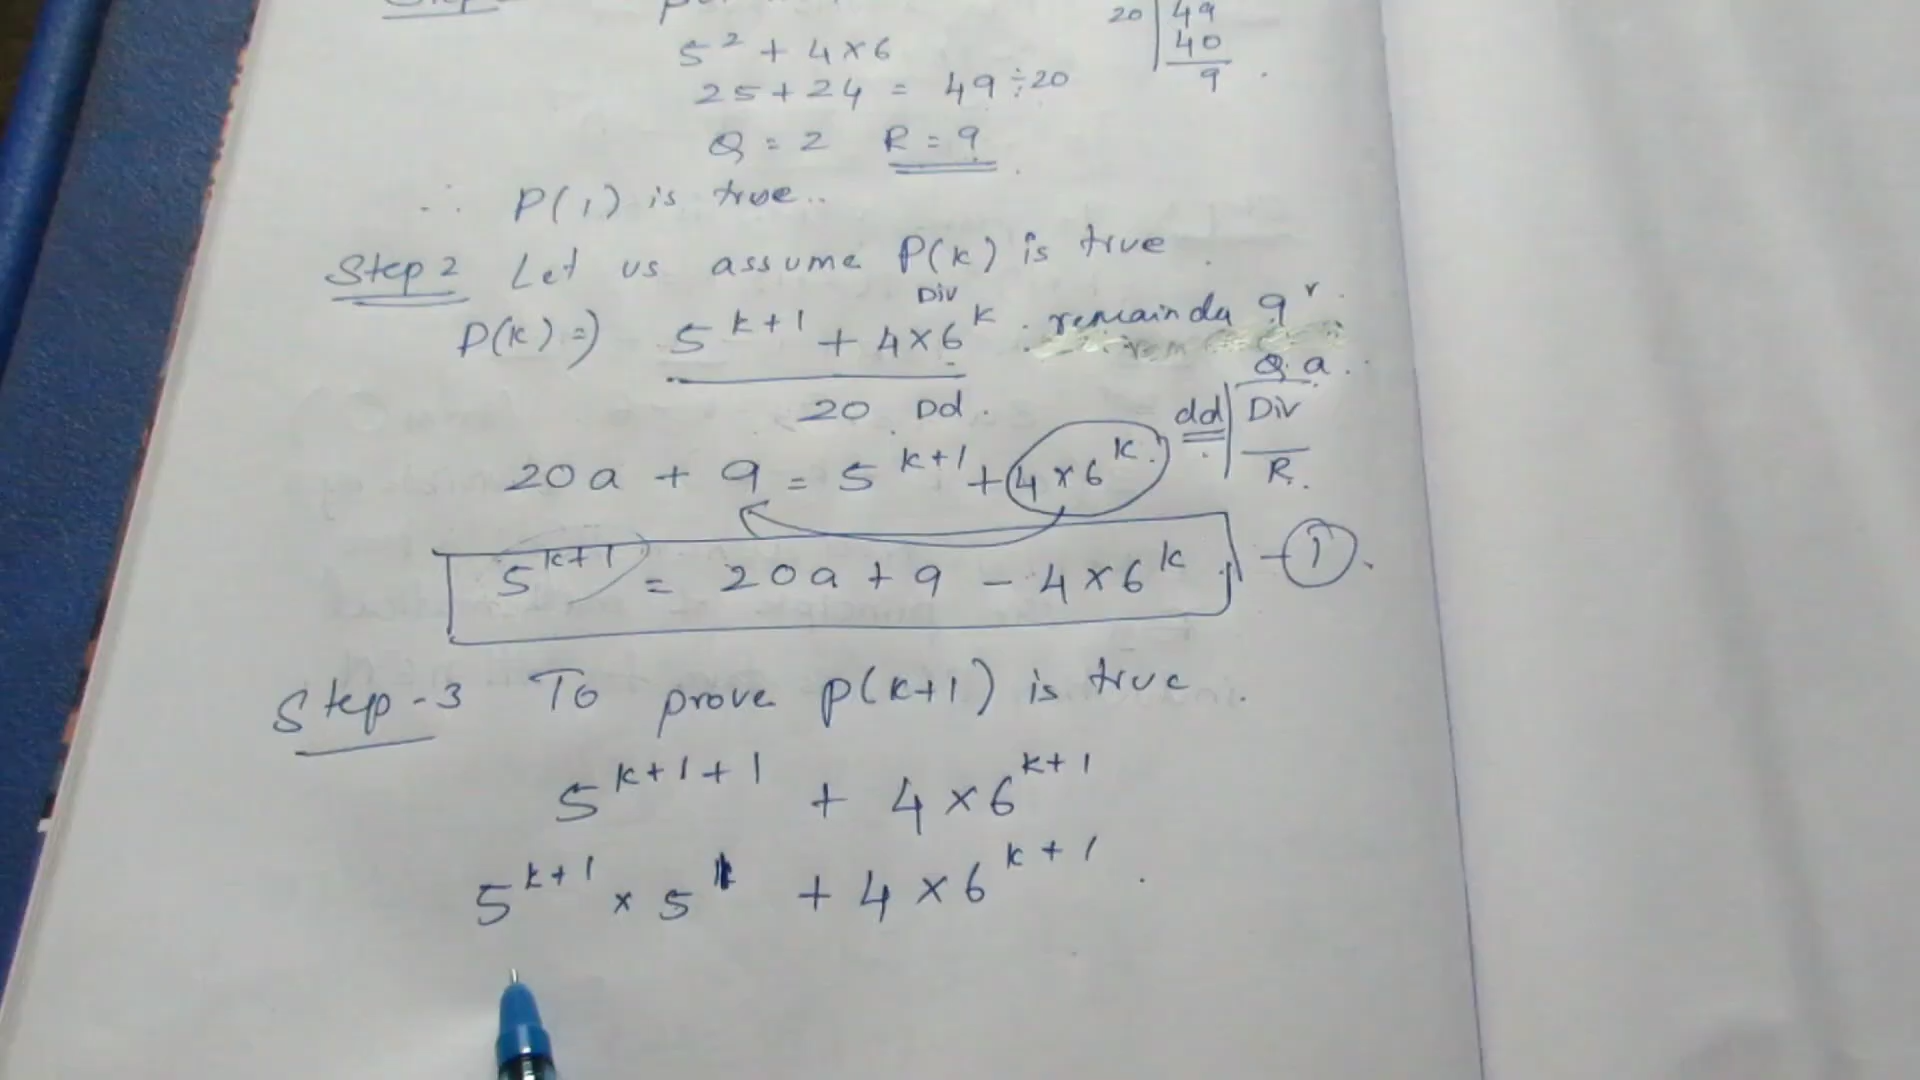 20 | 49
40
9 .
5² + 4 × 6
25 + 24 = 49 ÷ 20
Q = 2 R = 9 .
∴ P(1) is true..
Step 2 Let us assume P(k) is true .
Div
P(k) ⇒ 5^(k+1) + 4×6^k . remainder 9
20 Dd .
Q a .
dd | Div
R .
20a + 9 = 5^(k+1) + 4×6^k .
5^(k+1) = 20a + 9 − 4×6^k . — ① .
Step-3 To prove p(k+1) is true .
5^(k+1+1) + 4×6^(k+1)
5^(k+1) × 5^1 + 4×6^(k+1) .